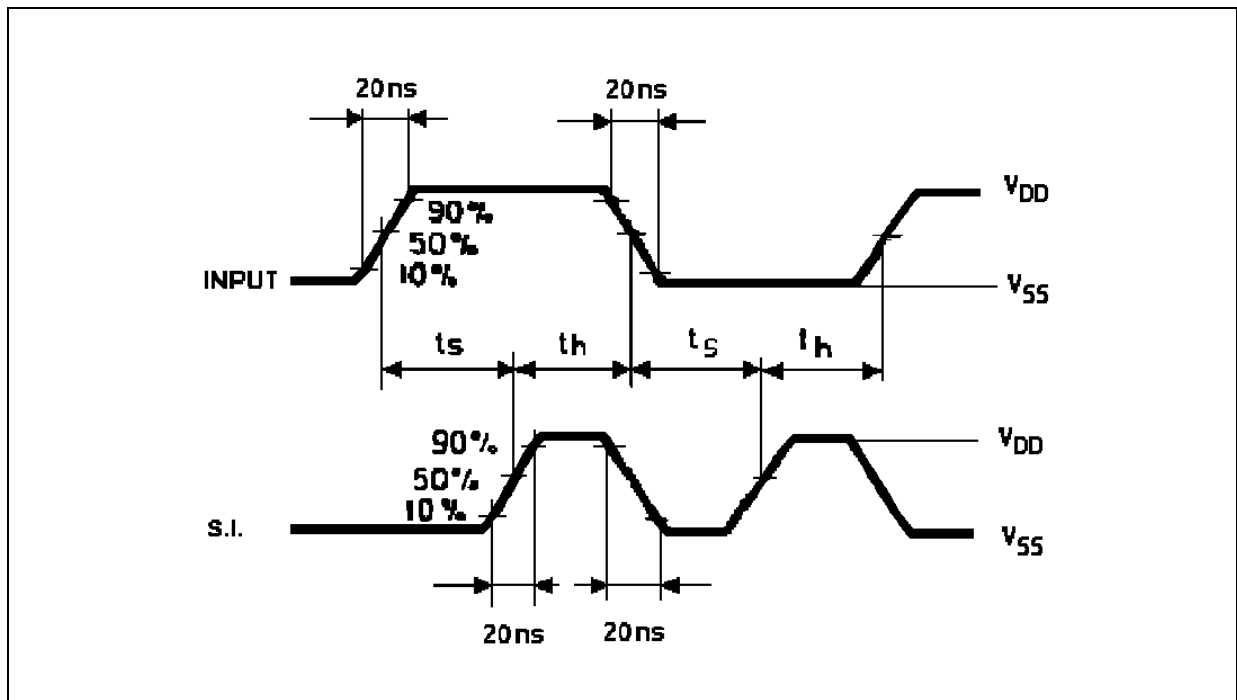 20ns 20ns
VDD
90%
50%
10%
INPUT
VSS
ts th ts th
90%
VDD
50%
10%
S.I.
VSS
20ns 20ns